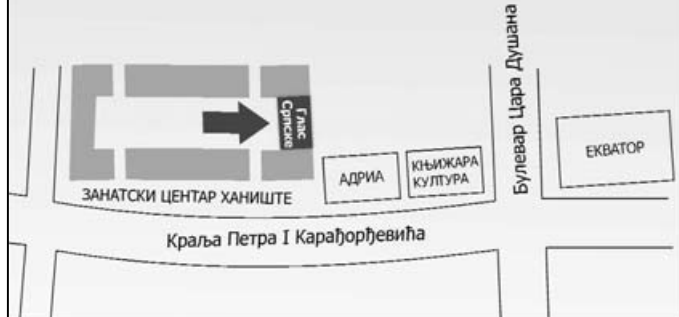 Глас
Српске
ЗАНАТСКИ ЦЕНТАР ХАНИШТЕ
АДРИА
КЊИЖАРА
КУЛТУРА
Булевар Цара Душана
ЕКВАТОР
Краља Петра I Карађорђевића